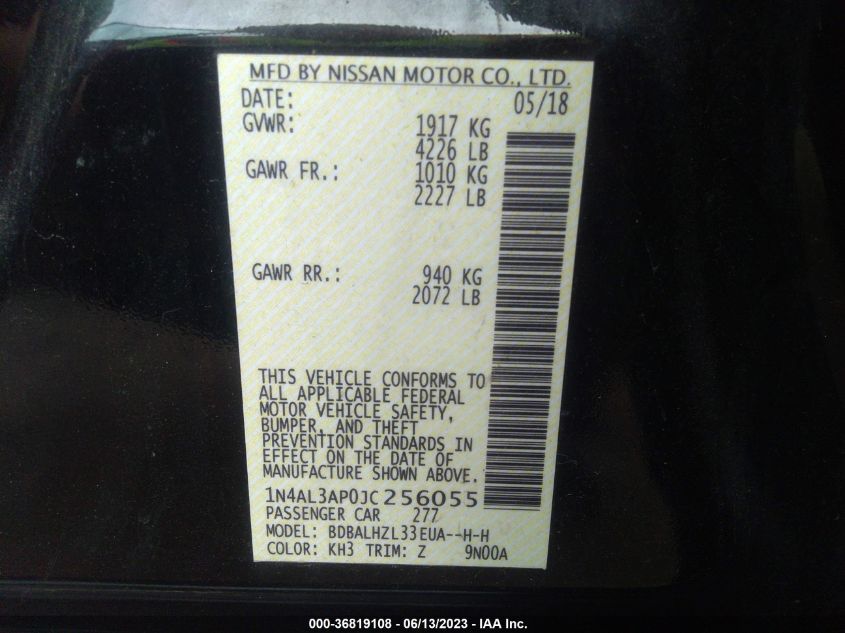 MFD BY NISSAN MOTOR CO., LTD.
DATE: 05/18
GVWR: 1917 KG
4226 LB
GAWR FR.: 1010 KG
2227 LB
GAWR RR.: 940 KG
2072 LB
THIS VEHICLE CONFORMS TO
ALL APPLICABLE FEDERAL
MOTOR VEHICLE SAFETY,
BUMPER, AND THEFT
PREVENTION STANDARDS IN
EFFECT ON THE DATE OF
MANUFACTURE SHOWN ABOVE.
1N4AL3AP0JC256055
PASSENGER CAR 277
MODEL: BDBALHZL33EUA--H-H
COLOR: KH3 TRIM: Z 9N00A
000-36819108 - 06/13/2023 - IAA Inc.